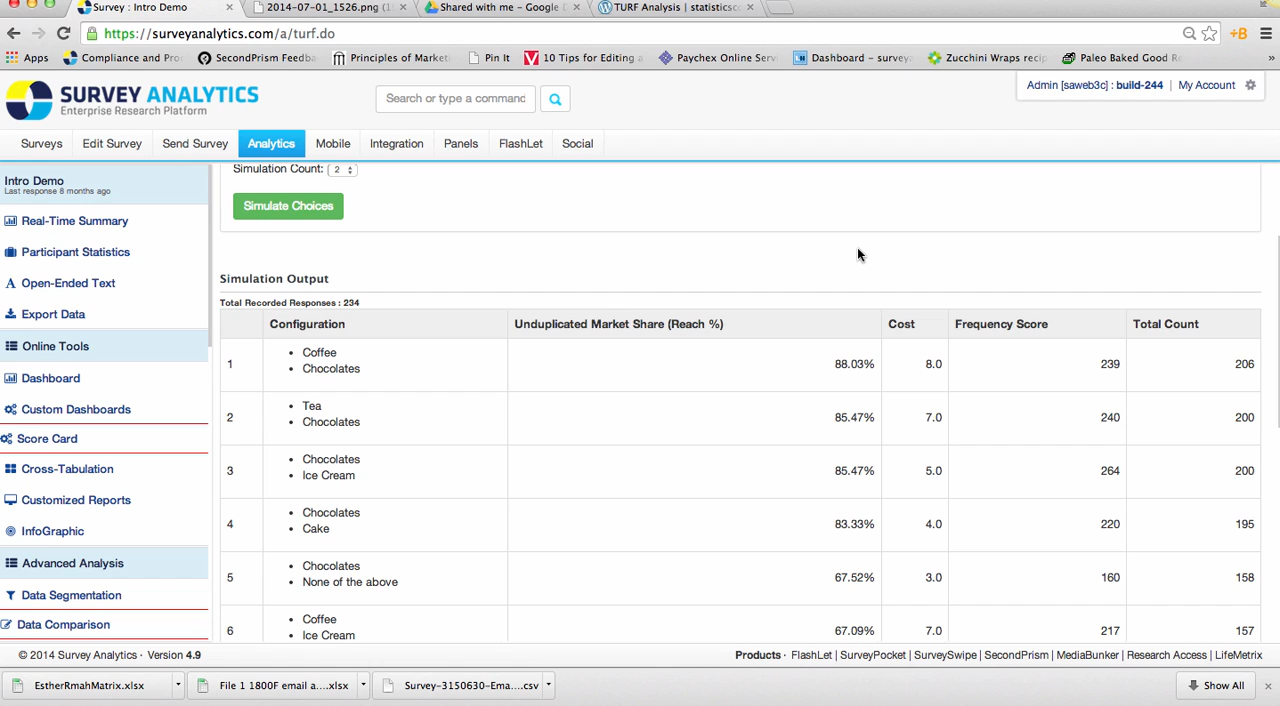 Survey : Intro Demo
2014-07-01_1526.png (
Shared with me - Google D
TURF Analysis | statisticsc
https://surveyanalytics.com/a/turf.do
+B
Apps
Compliance and Pro
SecondPrism Feedba
Principles of Market
Pin It
10 Tips for Editing a
Paychex Online Servi
Dashboard - survey
Zucchini Wraps recip
Paleo Baked Good R
»
SURVEY ANALYTICS
Enterprise Research Platform
Search or type a command
Admin [saweb3c] : build-244 | My Account
Surveys
Edit Survey
Send Survey
Analytics
Mobile
Integration
Panels
FlashLet
Social
Intro Demo
Last response 8 months ago
Real-Time Summary
Participant Statistics
Open-Ended Text
Export Data
Online Tools
Dashboard
Custom Dashboards
Score Card
Cross-Tabulation
Customized Reports
InfoGraphic
Advanced Analysis
Data Segmentation
Data Comparison
Simulation Count: 2
Simulate Choices
Simulation Output
Total Recorded Responses : 234
Configuration Unduplicated Market Share (Reach %) Cost Frequency Score Total Count
1 • Coffee
• Chocolates
88.03% 8.0 239 206
2 • Tea
• Chocolates
85.47% 7.0 240 200
3 • Chocolates
• Ice Cream
85.47% 5.0 264 200
4 • Chocolates
• Cake
83.33% 4.0 220 195
5 • Chocolates
• None of the above
67.52% 3.0 160 158
6 • Coffee
• Ice Cream
67.09% 7.0 217 157
© 2014 Survey Analytics · Version 4.9
Products · FlashLet | SurveyPocket | SurveySwipe | SecondPrism | MediaBunker | Research Access | LifeMetrix
EstherRmahMatrix.xlsx
File 1 1800F email a....xlsx
Survey-3150630-Ema....csv
Show All